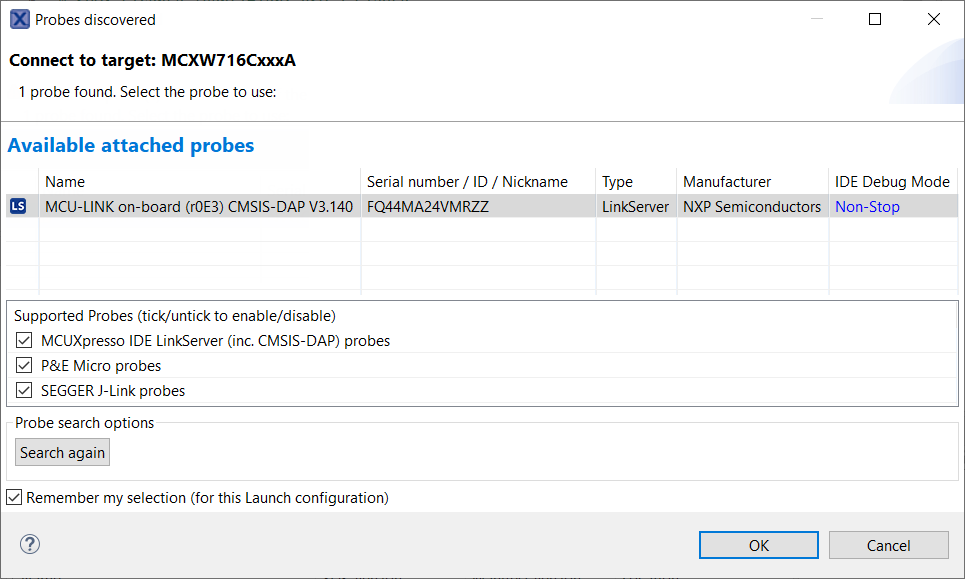 Probes discovered
Connect to target: MCXW716CxxxA
1 probe found. Select the probe to use:
Available attached probes
Name Serial number / ID / Nickname Type Manufacturer IDE Debug Mode
LS MCU-LINK on-board (r0E3) CMSIS-DAP V3.140 FQ44MA24VMRZZ LinkServer NXP Semiconductors Non-Stop
Supported Probes (tick/untick to enable/disable)
MCUXpresso IDE LinkServer (inc. CMSIS-DAP) probes
P&E Micro probes
SEGGER J-Link probes
Probe search options
Search again
Remember my selection (for this Launch configuration)
? OK Cancel